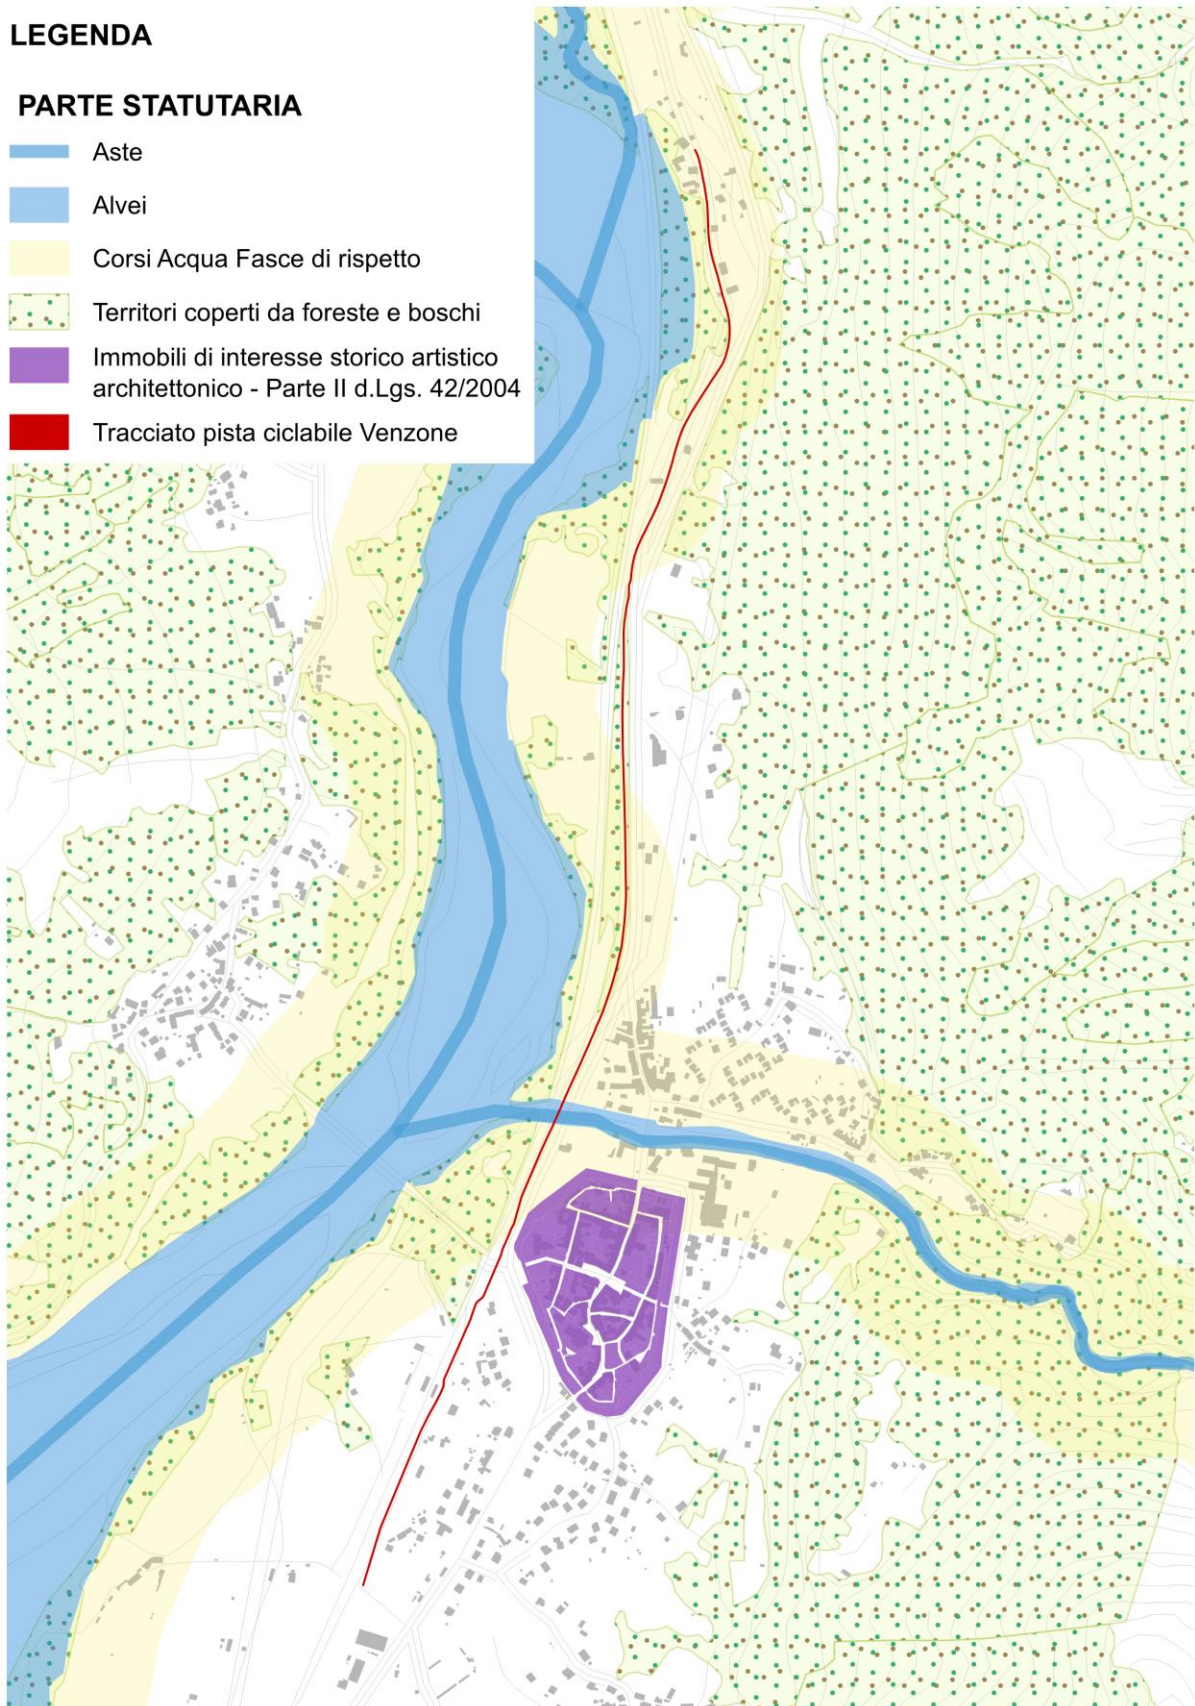 LEGENDA
PARTE STATUTARIA
Aste
Alvei
Corsi Acqua Fasce di rispetto
Territori coperti da foreste e boschi
Immobili di interesse storico artistico
architettonico - Parte II d.Lgs. 42/2004
Tracciato pista ciclabile Venzone